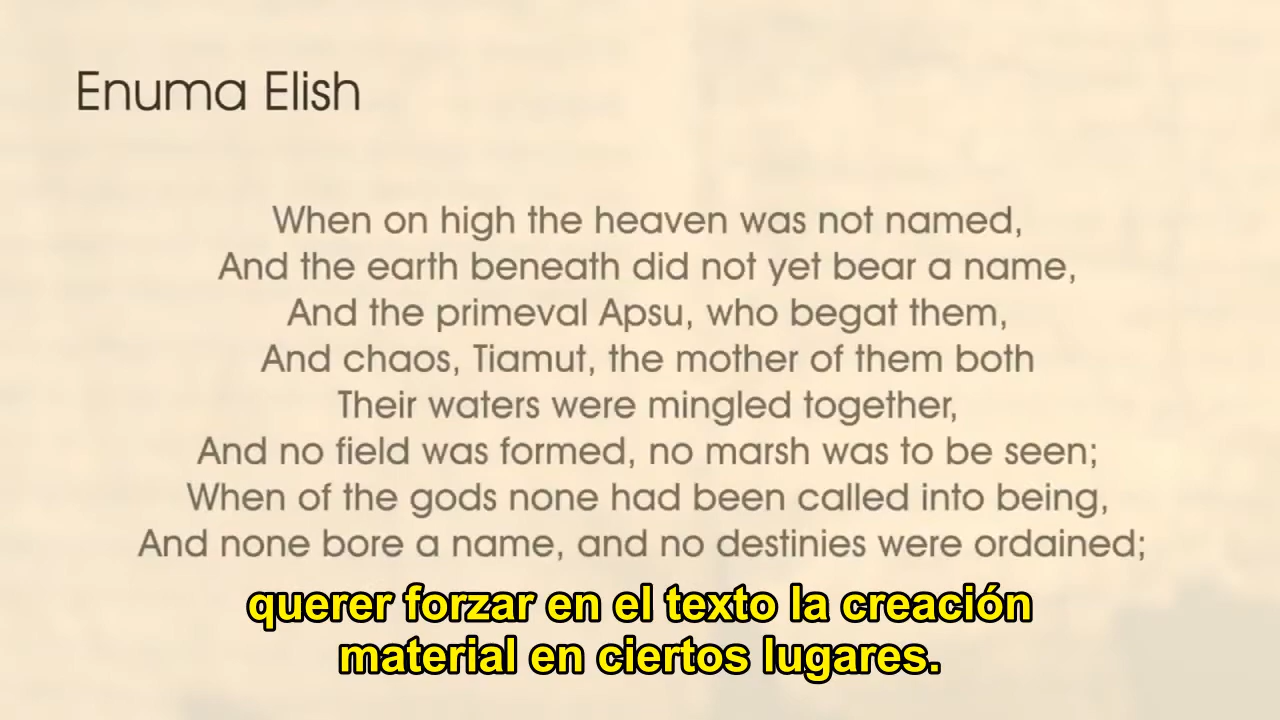 Enuma Elish
When on high the heaven was not named,
And the earth beneath did not yet bear a name,
And the primeval Apsu, who begat them,
And chaos, Tiamut, the mother of them both
Their waters were mingled together,
And no field was formed, no marsh was to be seen;
When of the gods none had been called into being,
And none bore a name, and no destinies were ordained;
querer forzar en el texto la creación
material en ciertos lugares.